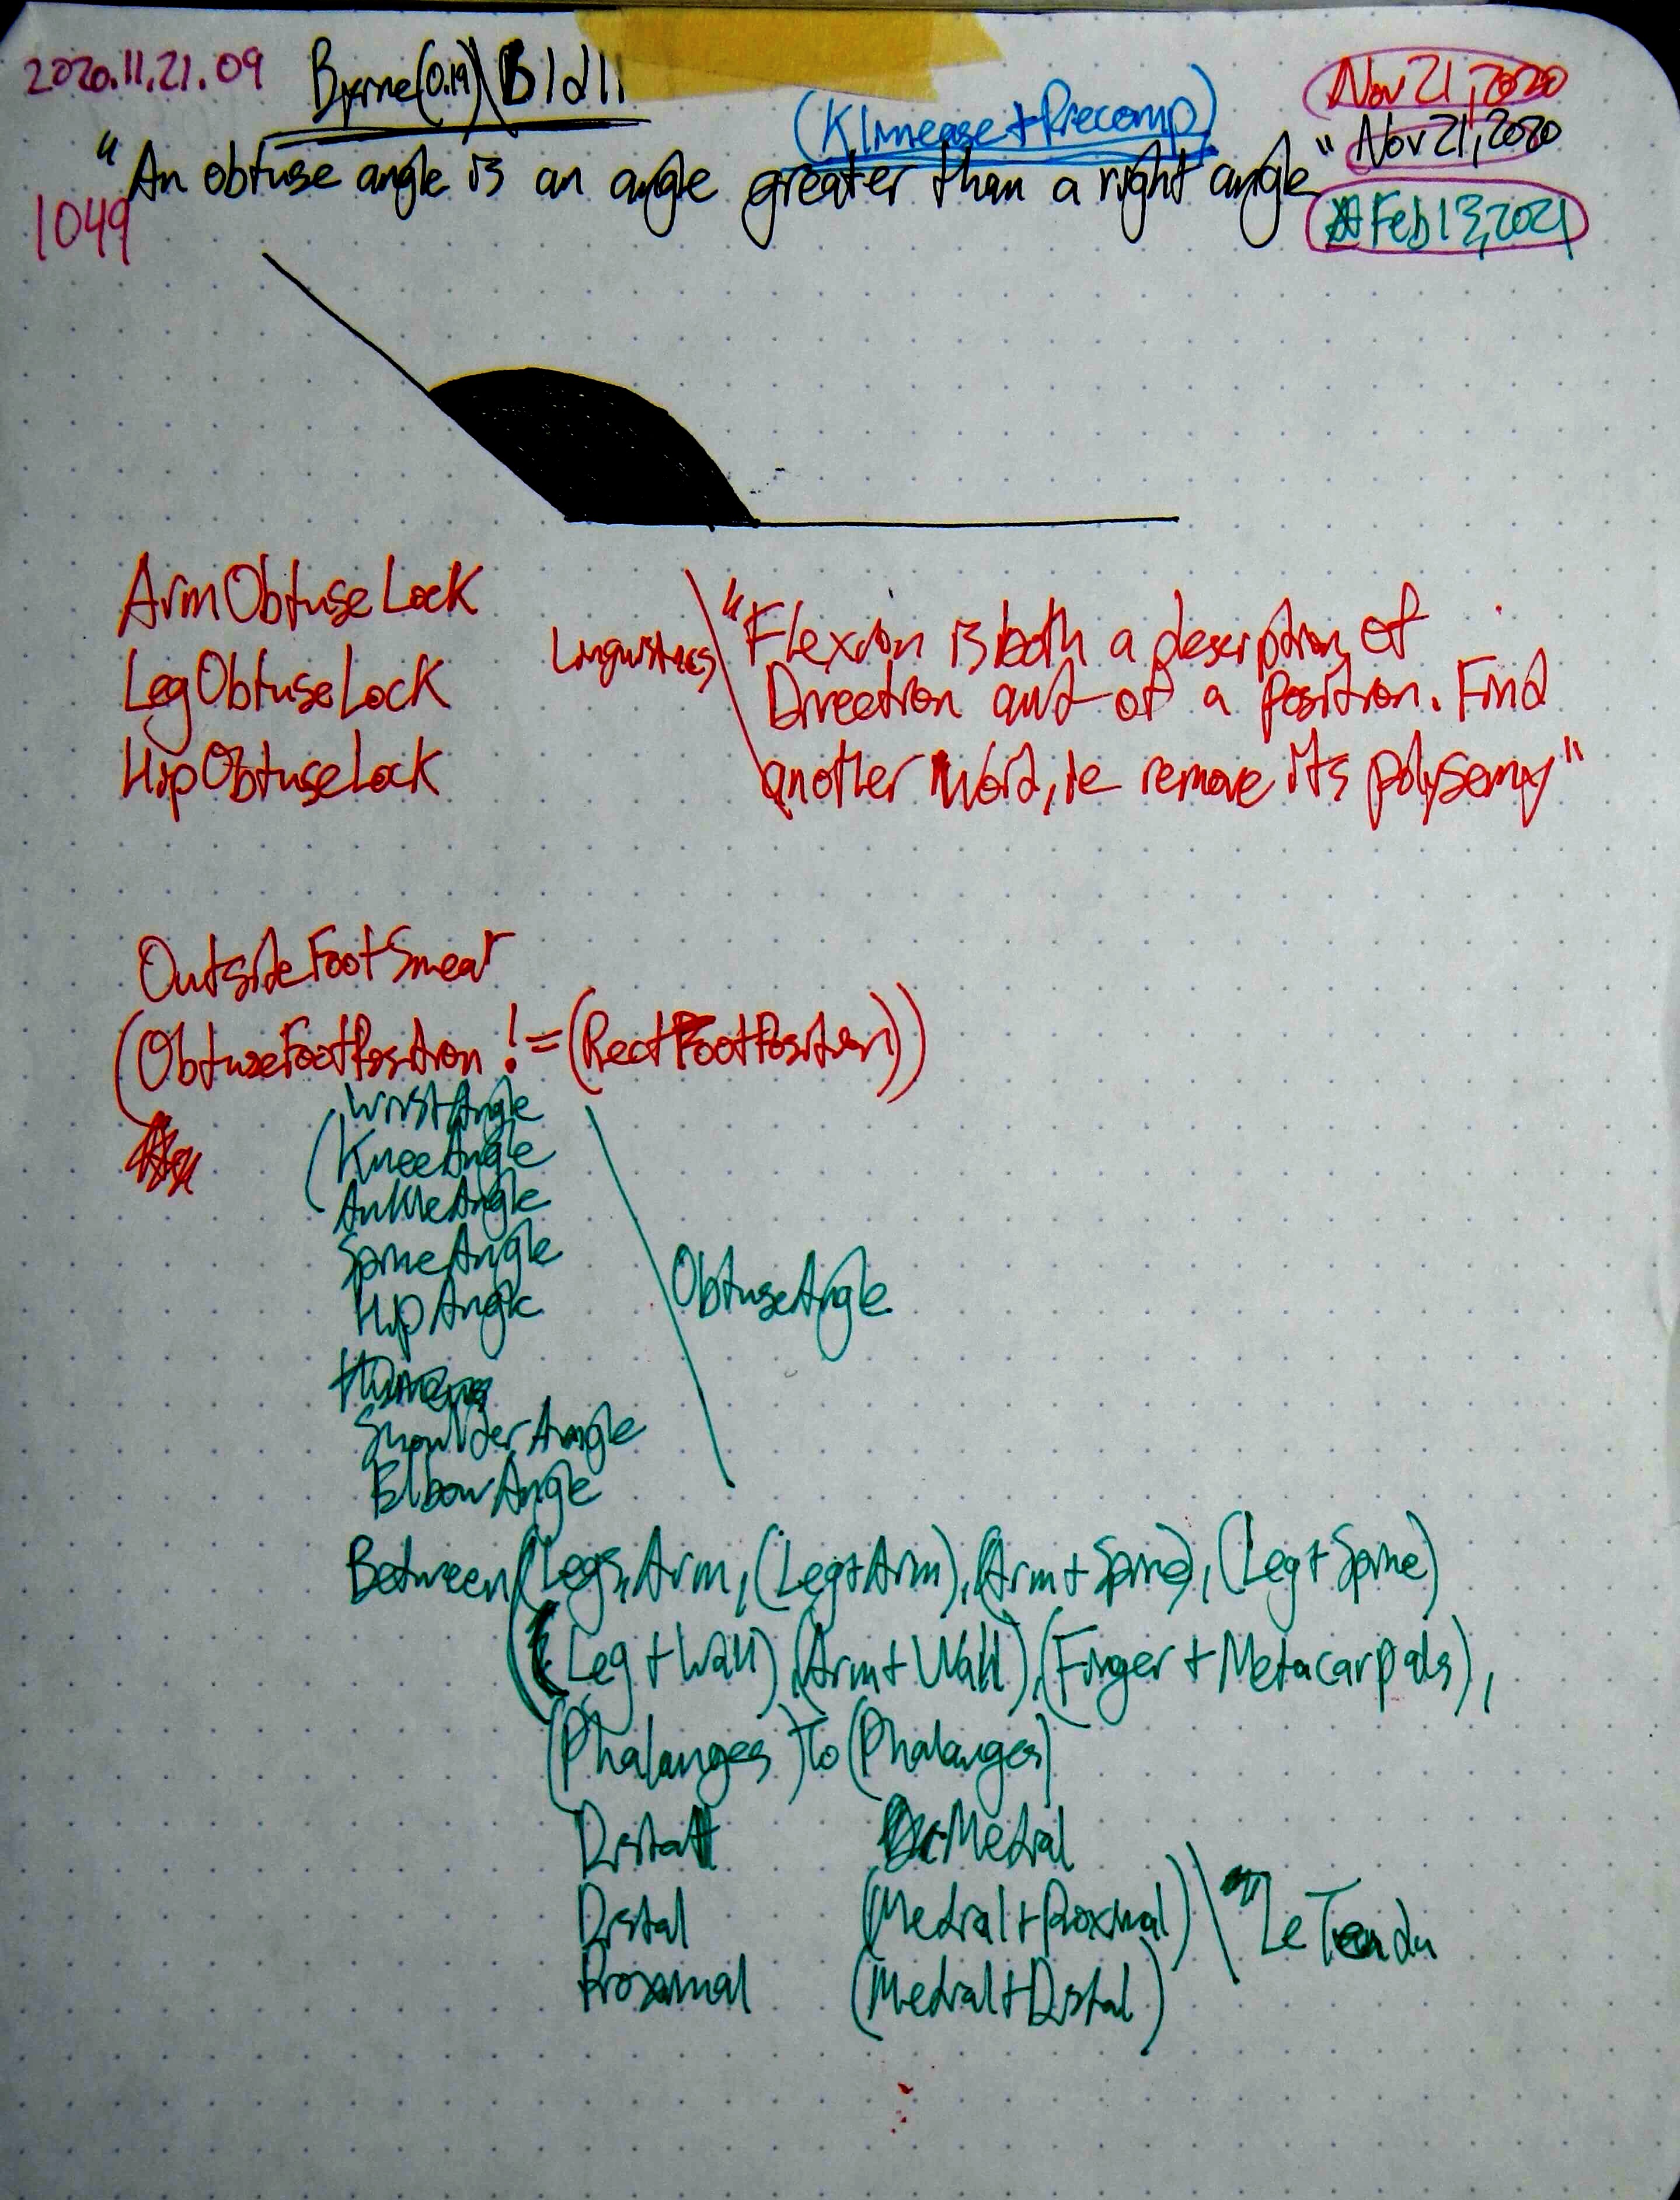 2020.11.21.09
Byrne(0.19)\B1d11
(Klinease+Precomp)
Nov 21, 2020
Nov 21, 2020
Feb 13, 2021
"An obtuse angle is an angle greater than a right angle"
1049
ArmObtuseLock
LegObtuseLock
HipObtuseLock
Linguistics
"Flexion is both a description of
Direction and of a position. Find
another word, ie remove its polysemy"
OutsideFootSmear
(ObtuseFootPosition != (RectFootPosition))
WristAngle
(KneeAngle
AnkleAngle
SpineAngle
HipAngle
ShoulderAngle
ElbowAngle
ObtuseAngle
Between (Legs, Arm, (Leg+Arm), (Arm+Spine), (Leg+Spine)
(Leg+Wall), (Arm+Wall), (Finger+Metacarpals),
(Phalanges) to (Phalanges)
Distal Medial
Distal (Medial+Proximal)
Proximal (Medial+Distal)
Le Tendu